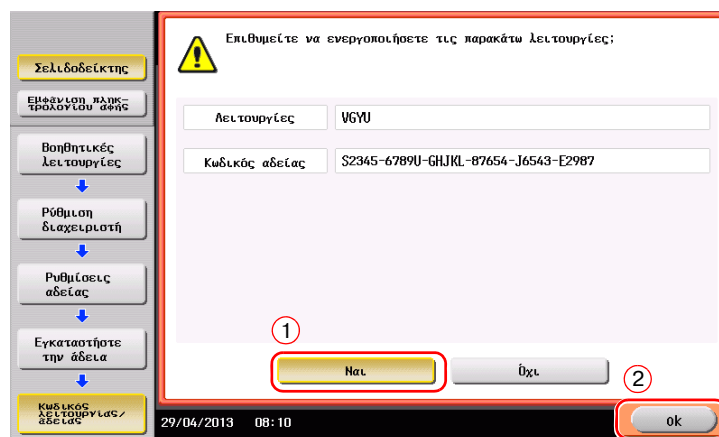 Επιθυμείτε να ενεργοποιήσετε τις παρακάτω λειτουργίες;
Σελιδοδείκτης
Εμφάνιση πληκ-
τρολογίου αφής
Βοηθητικές
λειτουργίες
Ρύθμιση
διαχειριστή
Ρυθμίσεις
αδείας
Εγκαταστήστε
την άδεια
Κωδικός
λειτουργίας/
άδειας
Λειτουργίες
VGYU
Κωδικός αδείας
S2345-6789U-GHJKL-87654-J6543-E2987
1
Ναι
Όχι
2
29/04/2013 08:10
ok